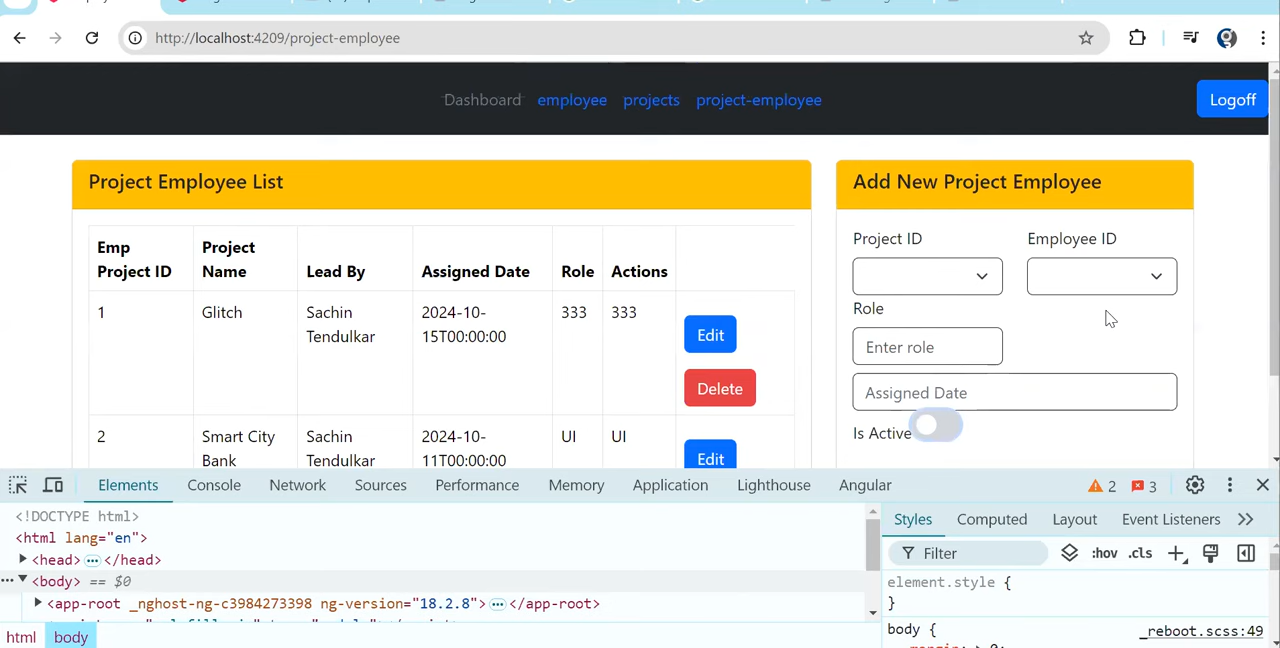 http://localhost:4209/project-employee
Dashboard employee projects project-employee Logoff
Project Employee List
Emp Project ID Project Name Lead By Assigned Date Role Actions
1 Glitch Sachin Tendulkar 2024-10-15T00:00:00 333 333 Edit
Delete
2 Smart City Bank Sachin Tendulkar 2024-10-11T00:00:00 UI UI Edit
Add New Project Employee
Project ID Employee ID
Role
Enter role
Assigned Date
Is Active
Elements Console Network Sources Performance Memory Application Lighthouse Angular 2 3
<!DOCTYPE html>
<html lang="en">
<head> … </head>
<body> == $0
<app-root _nghost-ng-c3984273398 ng-version="18.2.8"> … </app-root>
html body
Styles Computed Layout Event Listeners
Filter :hov .cls
element.style {
}
body { _reboot.scss:49